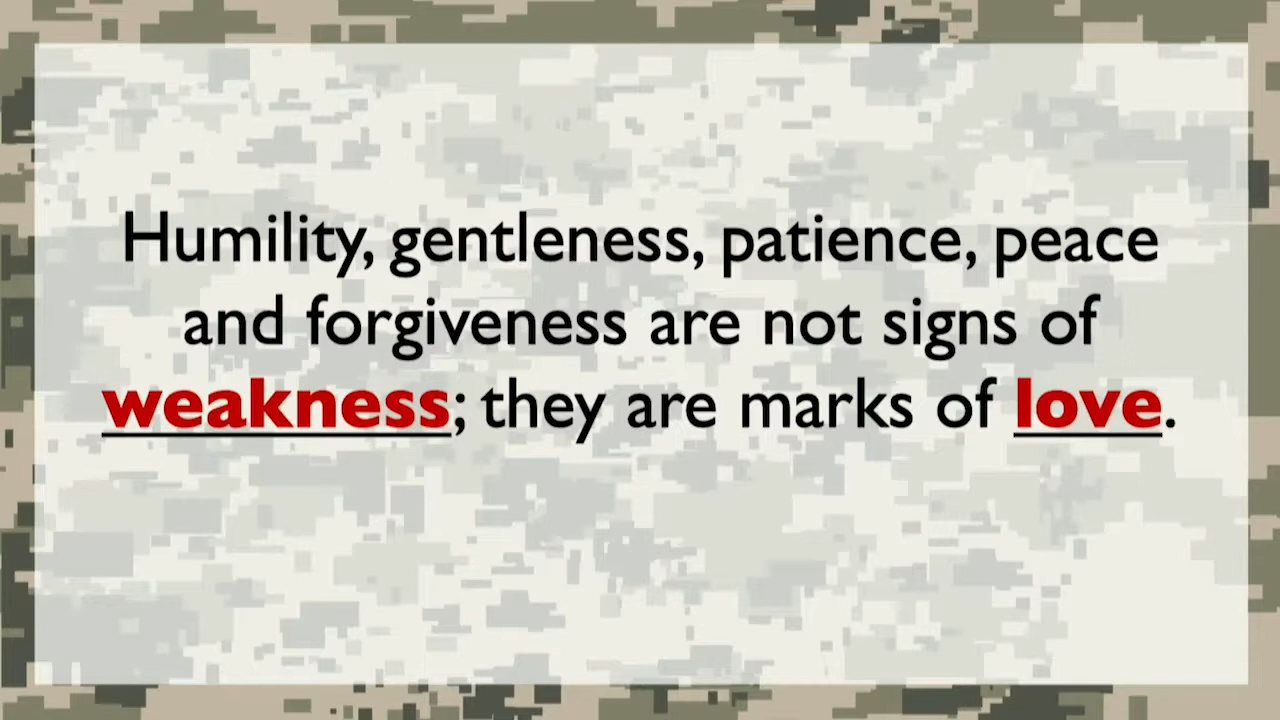 Humility, gentleness, patience, peace
and forgiveness are not signs of
weakness; they are marks of love.